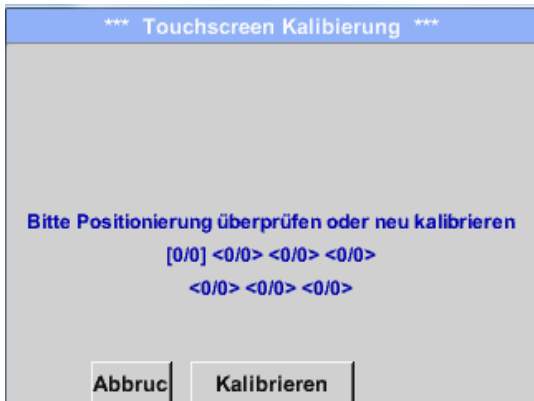 *** Touchscreen Kalibierung ***
Bitte Positionierung überprüfen oder neu kalibrieren
[0/0] <0/0> <0/0> <0/0>
<0/0> <0/0> <0/0>
Abbruc Kalibrieren